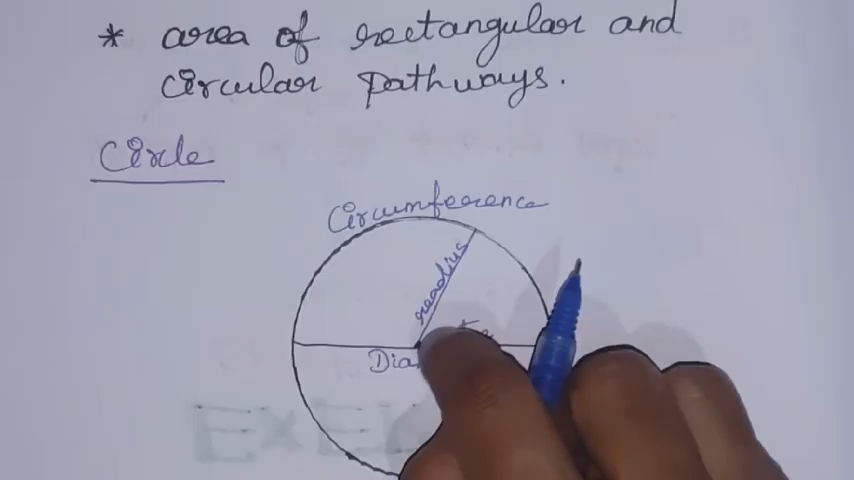 * area of rectangular and
circular pathways.
Circle
Circumference
radius